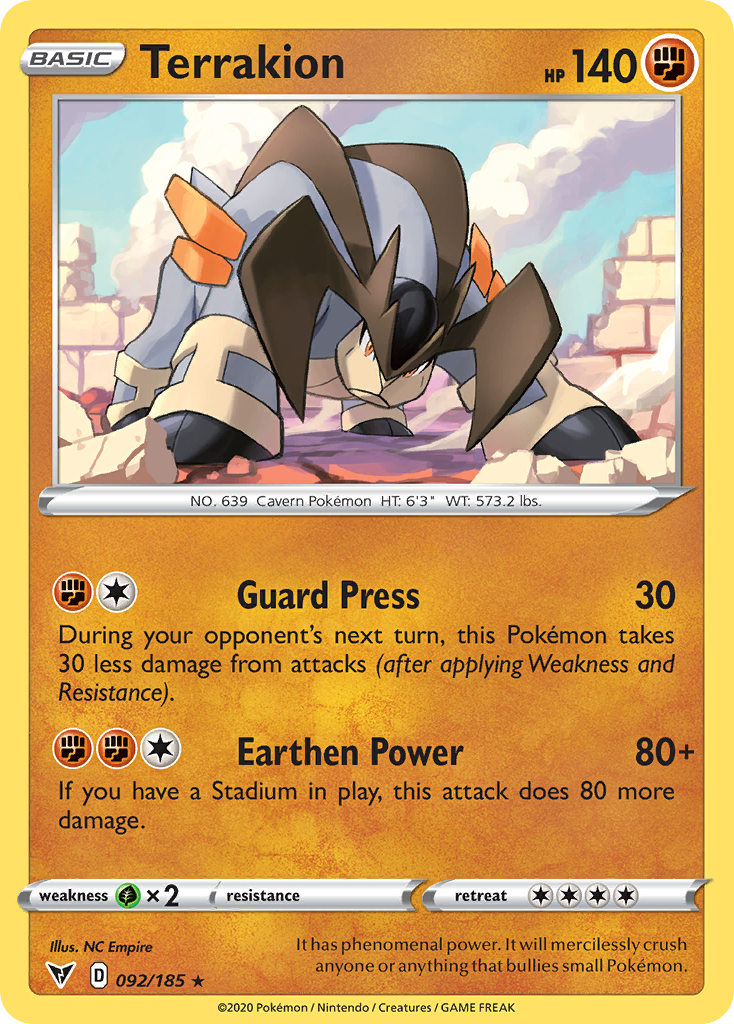 BASIC Terrakion HP 140
NO. 639 Cavern Pokémon HT: 6'3" WT: 573.2 lbs.
Guard Press 30
During your opponent's next turn, this Pokémon takes
30 less damage from attacks (after applying Weakness and
Resistance).
Earthen Power 80+
If you have a Stadium in play, this attack does 80 more
damage.
weakness ×2 resistance retreat
Illus. NC Empire
It has phenomenal power. It will mercilessly crush
anyone or anything that bullies small Pokémon.
D 092/185 ★
©2020 Pokémon / Nintendo / Creatures / GAME FREAK